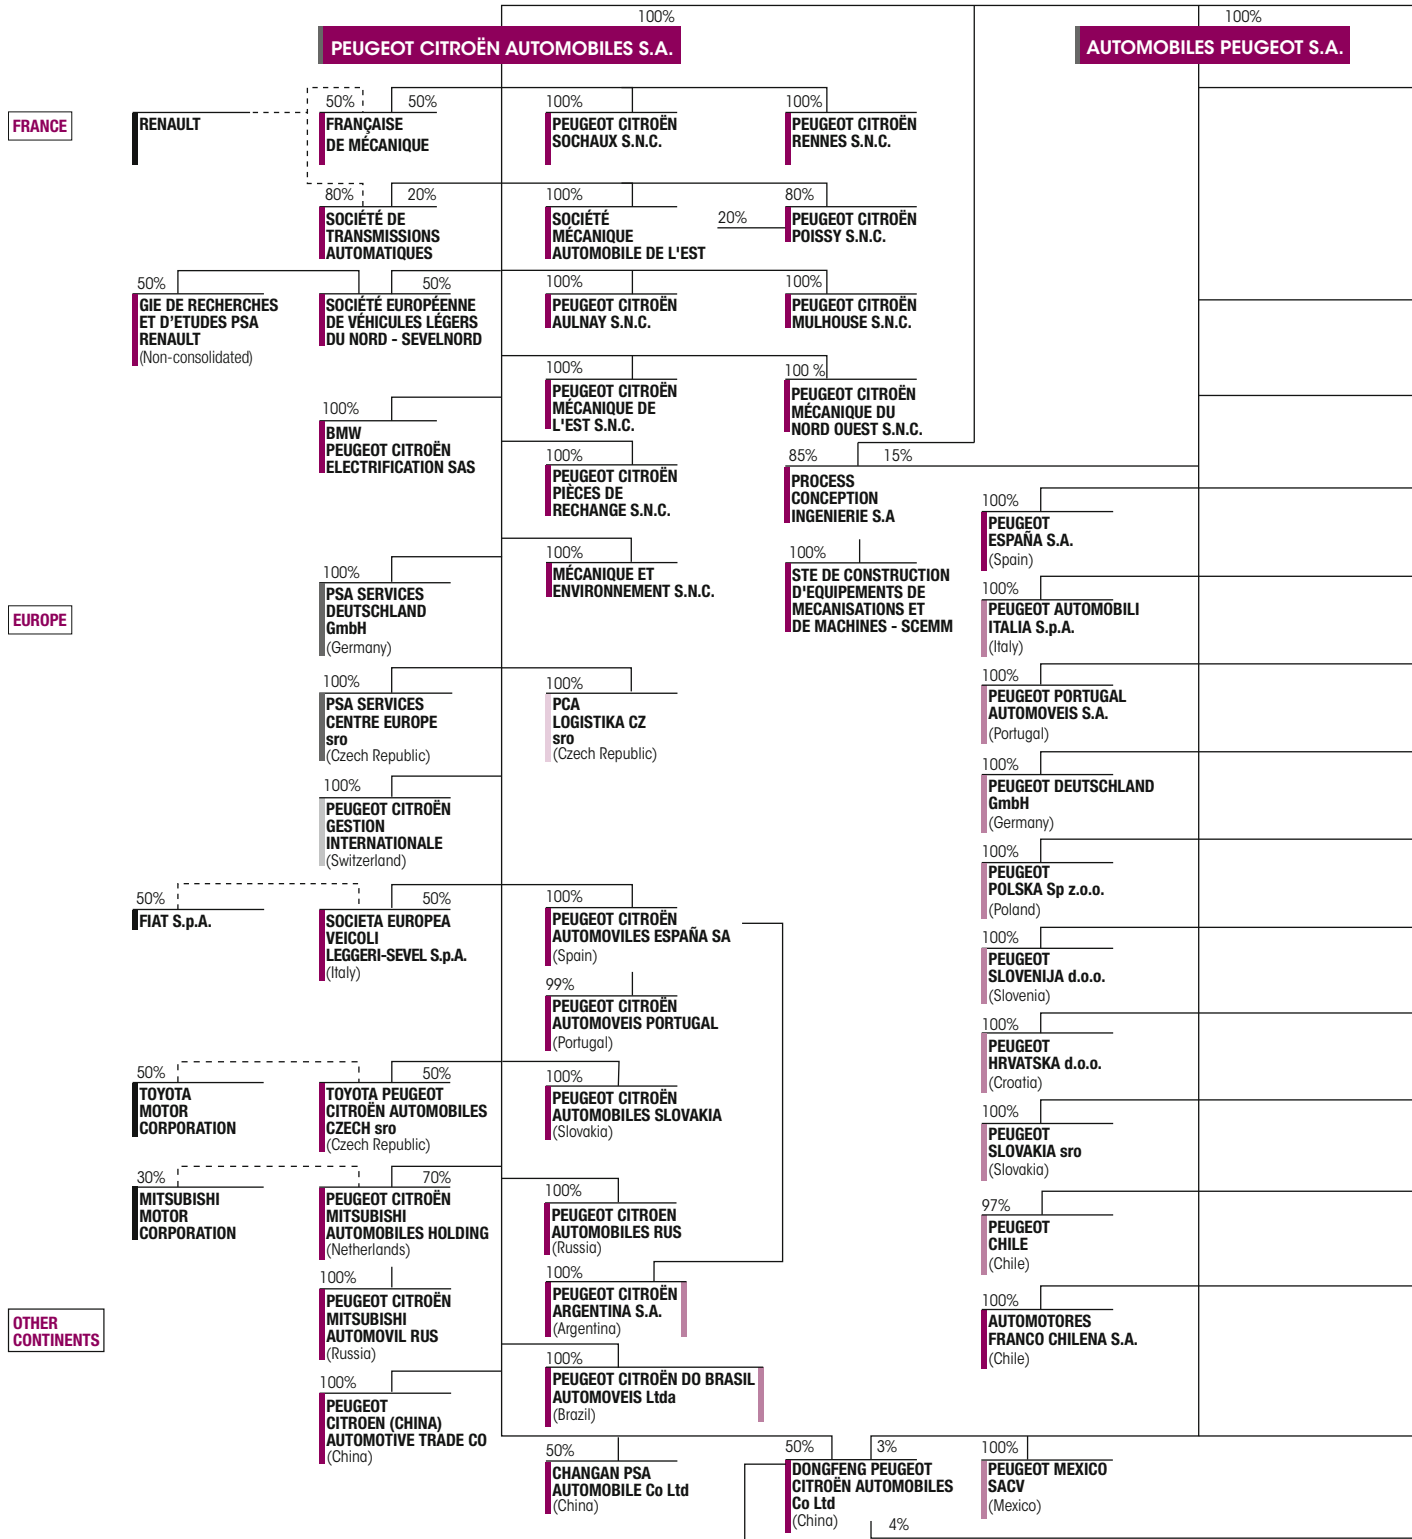 100%
100%
PEUGEOT CITROËN AUTOMOBILES S.A.
AUTOMOBILES PEUGEOT S.A.
FRANCE
RENAULT
50%
50%
FRANÇAISE
DE MÉCANIQUE
100%
PEUGEOT CITROËN
SOCHAUX S.N.C.
100%
PEUGEOT CITROËN
RENNES S.N.C.
80%
20%
SOCIÉTÉ DE
TRANSMISSIONS
AUTOMATIQUES
100%
SOCIÉTÉ
MÉCANIQUE
AUTOMOBILE DE L'EST
20%
80%
PEUGEOT CITROËN
POISSY S.N.C.
50%
GIE DE RECHERCHES
ET D'ETUDES PSA
RENAULT
(Non-consolidated)
50%
SOCIÉTÉ EUROPÉENNE
DE VÉHICULES LÉGERS
DU NORD - SEVELNORD
100%
PEUGEOT CITROËN
AULNAY S.N.C.
100%
PEUGEOT CITROËN
MULHOUSE S.N.C.
100%
PEUGEOT CITROËN
MÉCANIQUE DE
L'EST S.N.C.
100 %
PEUGEOT CITROËN
MÉCANIQUE DU
NORD OUEST S.N.C.
100%
BMW
PEUGEOT CITROËN
ELECTRIFICATION SAS
100%
PEUGEOT CITROËN
PIÈCES DE
RECHANGE S.N.C.
85%
15%
PROCESS
CONCEPTION
INGENIERIE S.A
100%
PEUGEOT
ESPAÑA S.A.
(Spain)
100%
MÉCANIQUE ET
ENVIRONNEMENT S.N.C.
100%
STE DE CONSTRUCTION
D'EQUIPEMENTS DE
MECANISATIONS ET
DE MACHINES - SCEMM
EUROPE
100%
PSA SERVICES
DEUTSCHLAND
GmbH
(Germany)
100%
PEUGEOT AUTOMOBILI
ITALIA S.p.A.
(Italy)
100%
PSA SERVICES
CENTRE EUROPE
sro
(Czech Republic)
100%
PCA
LOGISTIKA CZ
sro
(Czech Republic)
100%
PEUGEOT PORTUGAL
AUTOMOVEIS S.A.
(Portugal)
100%
PEUGEOT CITROËN
GESTION
INTERNATIONALE
(Switzerland)
100%
PEUGEOT DEUTSCHLAND
GmbH
(Germany)
100%
PEUGEOT
POLSKA Sp z.o.o.
(Poland)
50%
FIAT S.p.A.
50%
SOCIETA EUROPEA
VEICOLI
LEGGERI-SEVEL S.p.A.
(Italy)
100%
PEUGEOT CITROËN
AUTOMOVILES ESPAÑA SA
(Spain)
100%
PEUGEOT
SLOVENIJA d.o.o.
(Slovenia)
99%
PEUGEOT CITROËN
AUTOMOVEIS PORTUGAL
(Portugal)
100%
PEUGEOT
HRVATSKA d.o.o.
(Croatia)
50%
TOYOTA
MOTOR
CORPORATION
50%
TOYOTA PEUGEOT
CITROËN AUTOMOBILES
CZECH sro
(Czech Republic)
100%
PEUGEOT CITROËN
AUTOMOBILES SLOVAKIA
(Slovakia)
100%
PEUGEOT
SLOVAKIA sro
(Slovakia)
30%
MITSUBISHI
MOTOR
CORPORATION
70%
PEUGEOT CITROËN
MITSUBISHI
AUTOMOBILES HOLDING
(Netherlands)
100%
PEUGEOT CITROEN
AUTOMOBILES RUS
(Russia)
97%
PEUGEOT
CHILE
(Chile)
OTHER
CONTINENTS
100%
PEUGEOT CITROËN
MITSUBISHI
AUTOMOVIL RUS
(Russia)
100%
PEUGEOT CITROËN
ARGENTINA S.A.
(Argentina)
100%
AUTOMOTORES
FRANCO CHILENA S.A.
(Chile)
100%
PEUGEOT
CITROEN (CHINA)
AUTOMOTIVE TRADE CO
(China)
100%
PEUGEOT CITROËN DO BRASIL
AUTOMOVEIS Ltda
(Brazil)
50%
CHANGAN PSA
AUTOMOBILE Co Ltd
(China)
50%
3%
DONGFENG PEUGEOT
CITROËN AUTOMOBILES
Co Ltd
(China)
4%
100%
PEUGEOT MEXICO
SACV
(Mexico)